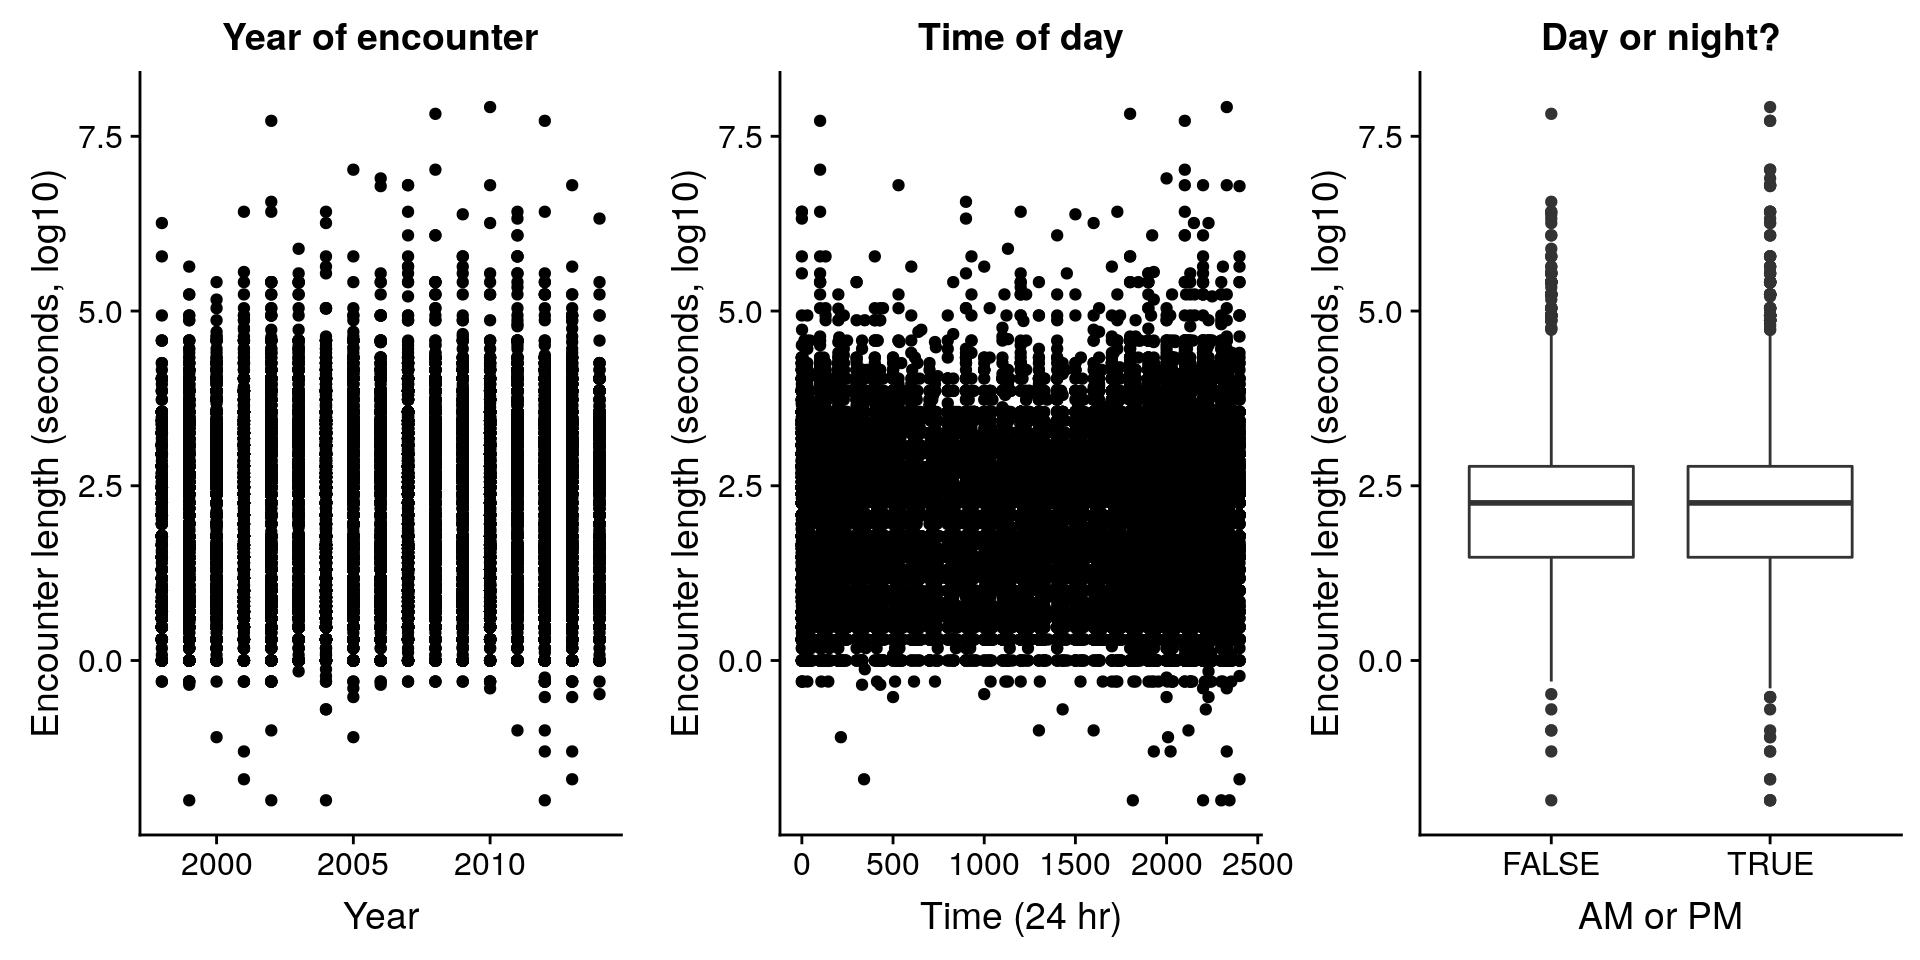 Year of encounter
Encounter length (seconds, log10)
7.5
5.0
2.5
0.0
2000 2005 2010
Year
Time of day
Encounter length (seconds, log10)
7.5
5.0
2.5
0.0
0 500 1000 1500 2000 2500
Time (24 hr)
Day or night?
Encounter length (seconds, log10)
7.5
5.0
2.5
0.0
FALSE TRUE
AM or PM